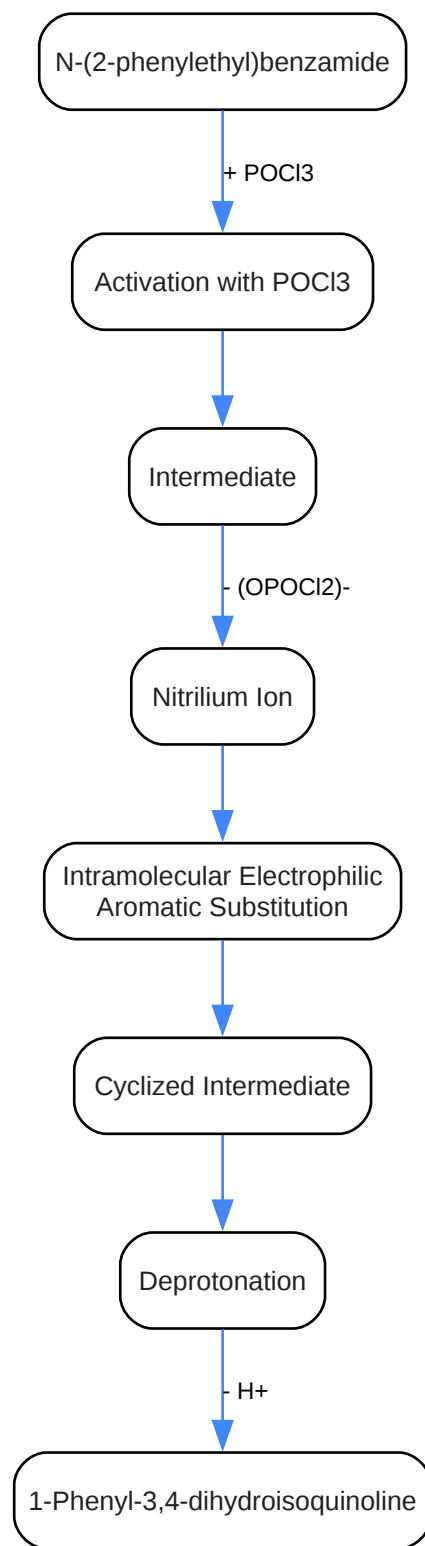 N-(2-phenylethyl)benzamide
+ POCl3
Activation with POCl3
Intermediate
- (OPOCl2)-
Nitrilium Ion
Intramolecular Electrophilic
Aromatic Substitution
Cyclized Intermediate
Deprotonation
- H+
1-Phenyl-3,4-dihydroisoquinoline